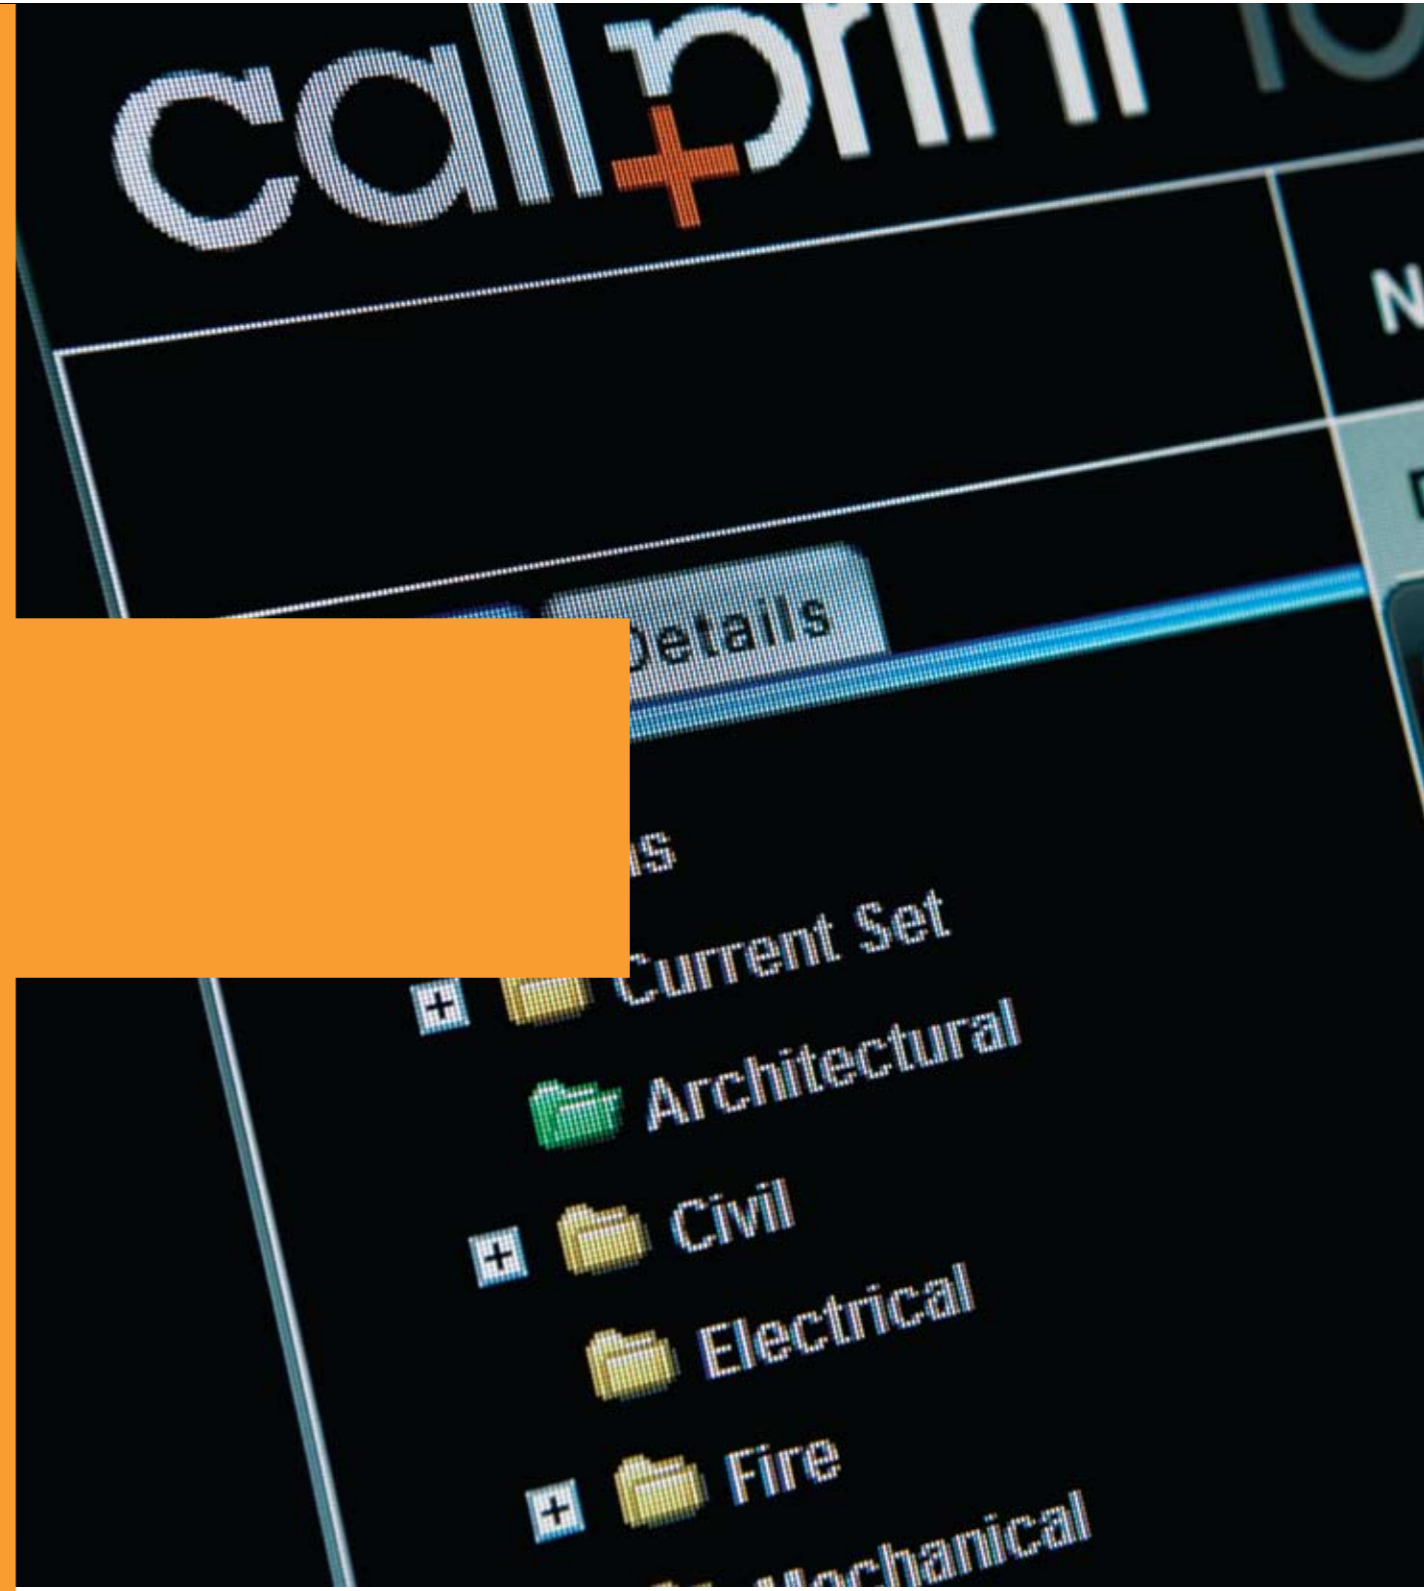 callprint
Details
Current Set
Architectural
Civil
Electrical
Fire
Mechanical